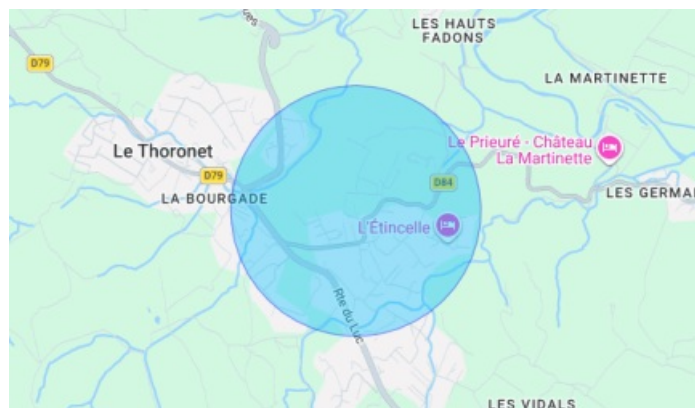 LES HAUTS
FADONS
D79
LA MARTINETTE
Le Thoronet
Le Prieuré - Château
La Martinette
D79
D84
LA BOURGADE
LES GERMA
L'Étincelle
Rte du Luc
LES VIDALS